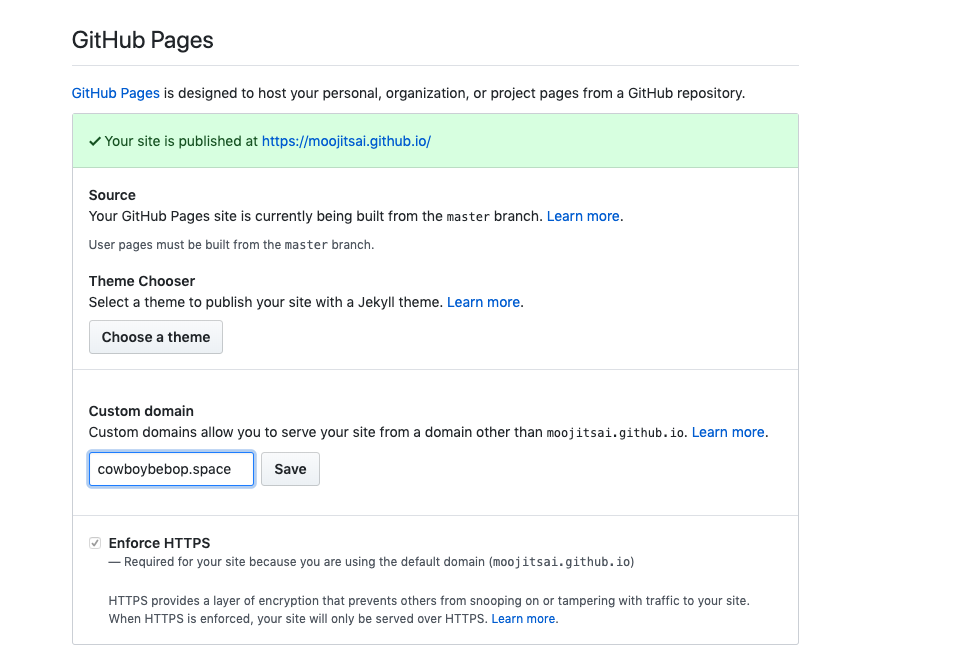 GitHub Pages
GitHub Pages is designed to host your personal, organization, or project pages from a GitHub repository.
Your site is published at https://moojitsai.github.io/
Source
Your GitHub Pages site is currently being built from the master branch. Learn more.
User pages must be built from the master branch.
Theme Chooser
Select a theme to publish your site with a Jekyll theme. Learn more.
Choose a theme
Custom domain
Custom domains allow you to serve your site from a domain other than moojitsai.github.io. Learn more.
cowboybebop.space Save
Enforce HTTPS
— Required for your site because you are using the default domain (moojitsai.github.io)
HTTPS provides a layer of encryption that prevents others from snooping on or tampering with traffic to your site.
When HTTPS is enforced, your site will only be served over HTTPS. Learn more.